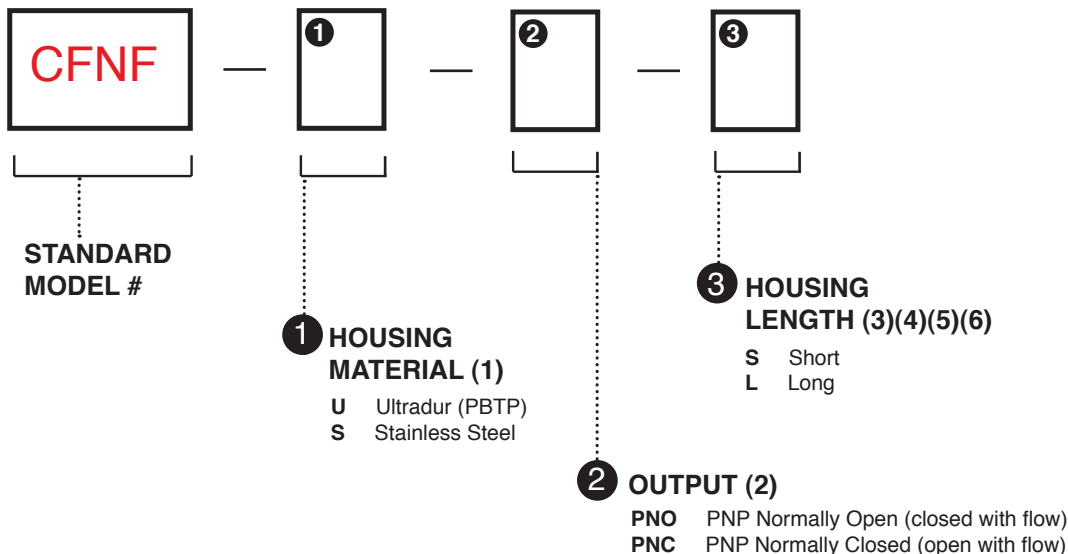 CFNF — 1 — 2 — 3
STANDARD
MODEL #
1 HOUSING
MATERIAL (1)
U Ultradur (PBTP)
S Stainless Steel
3 HOUSING
LENGTH (3)(4)(5)(6)
S Short
L Long
2 OUTPUT (2)
PNO PNP Normally Open (closed with flow)
PNC PNP Normally Closed (open with flow)